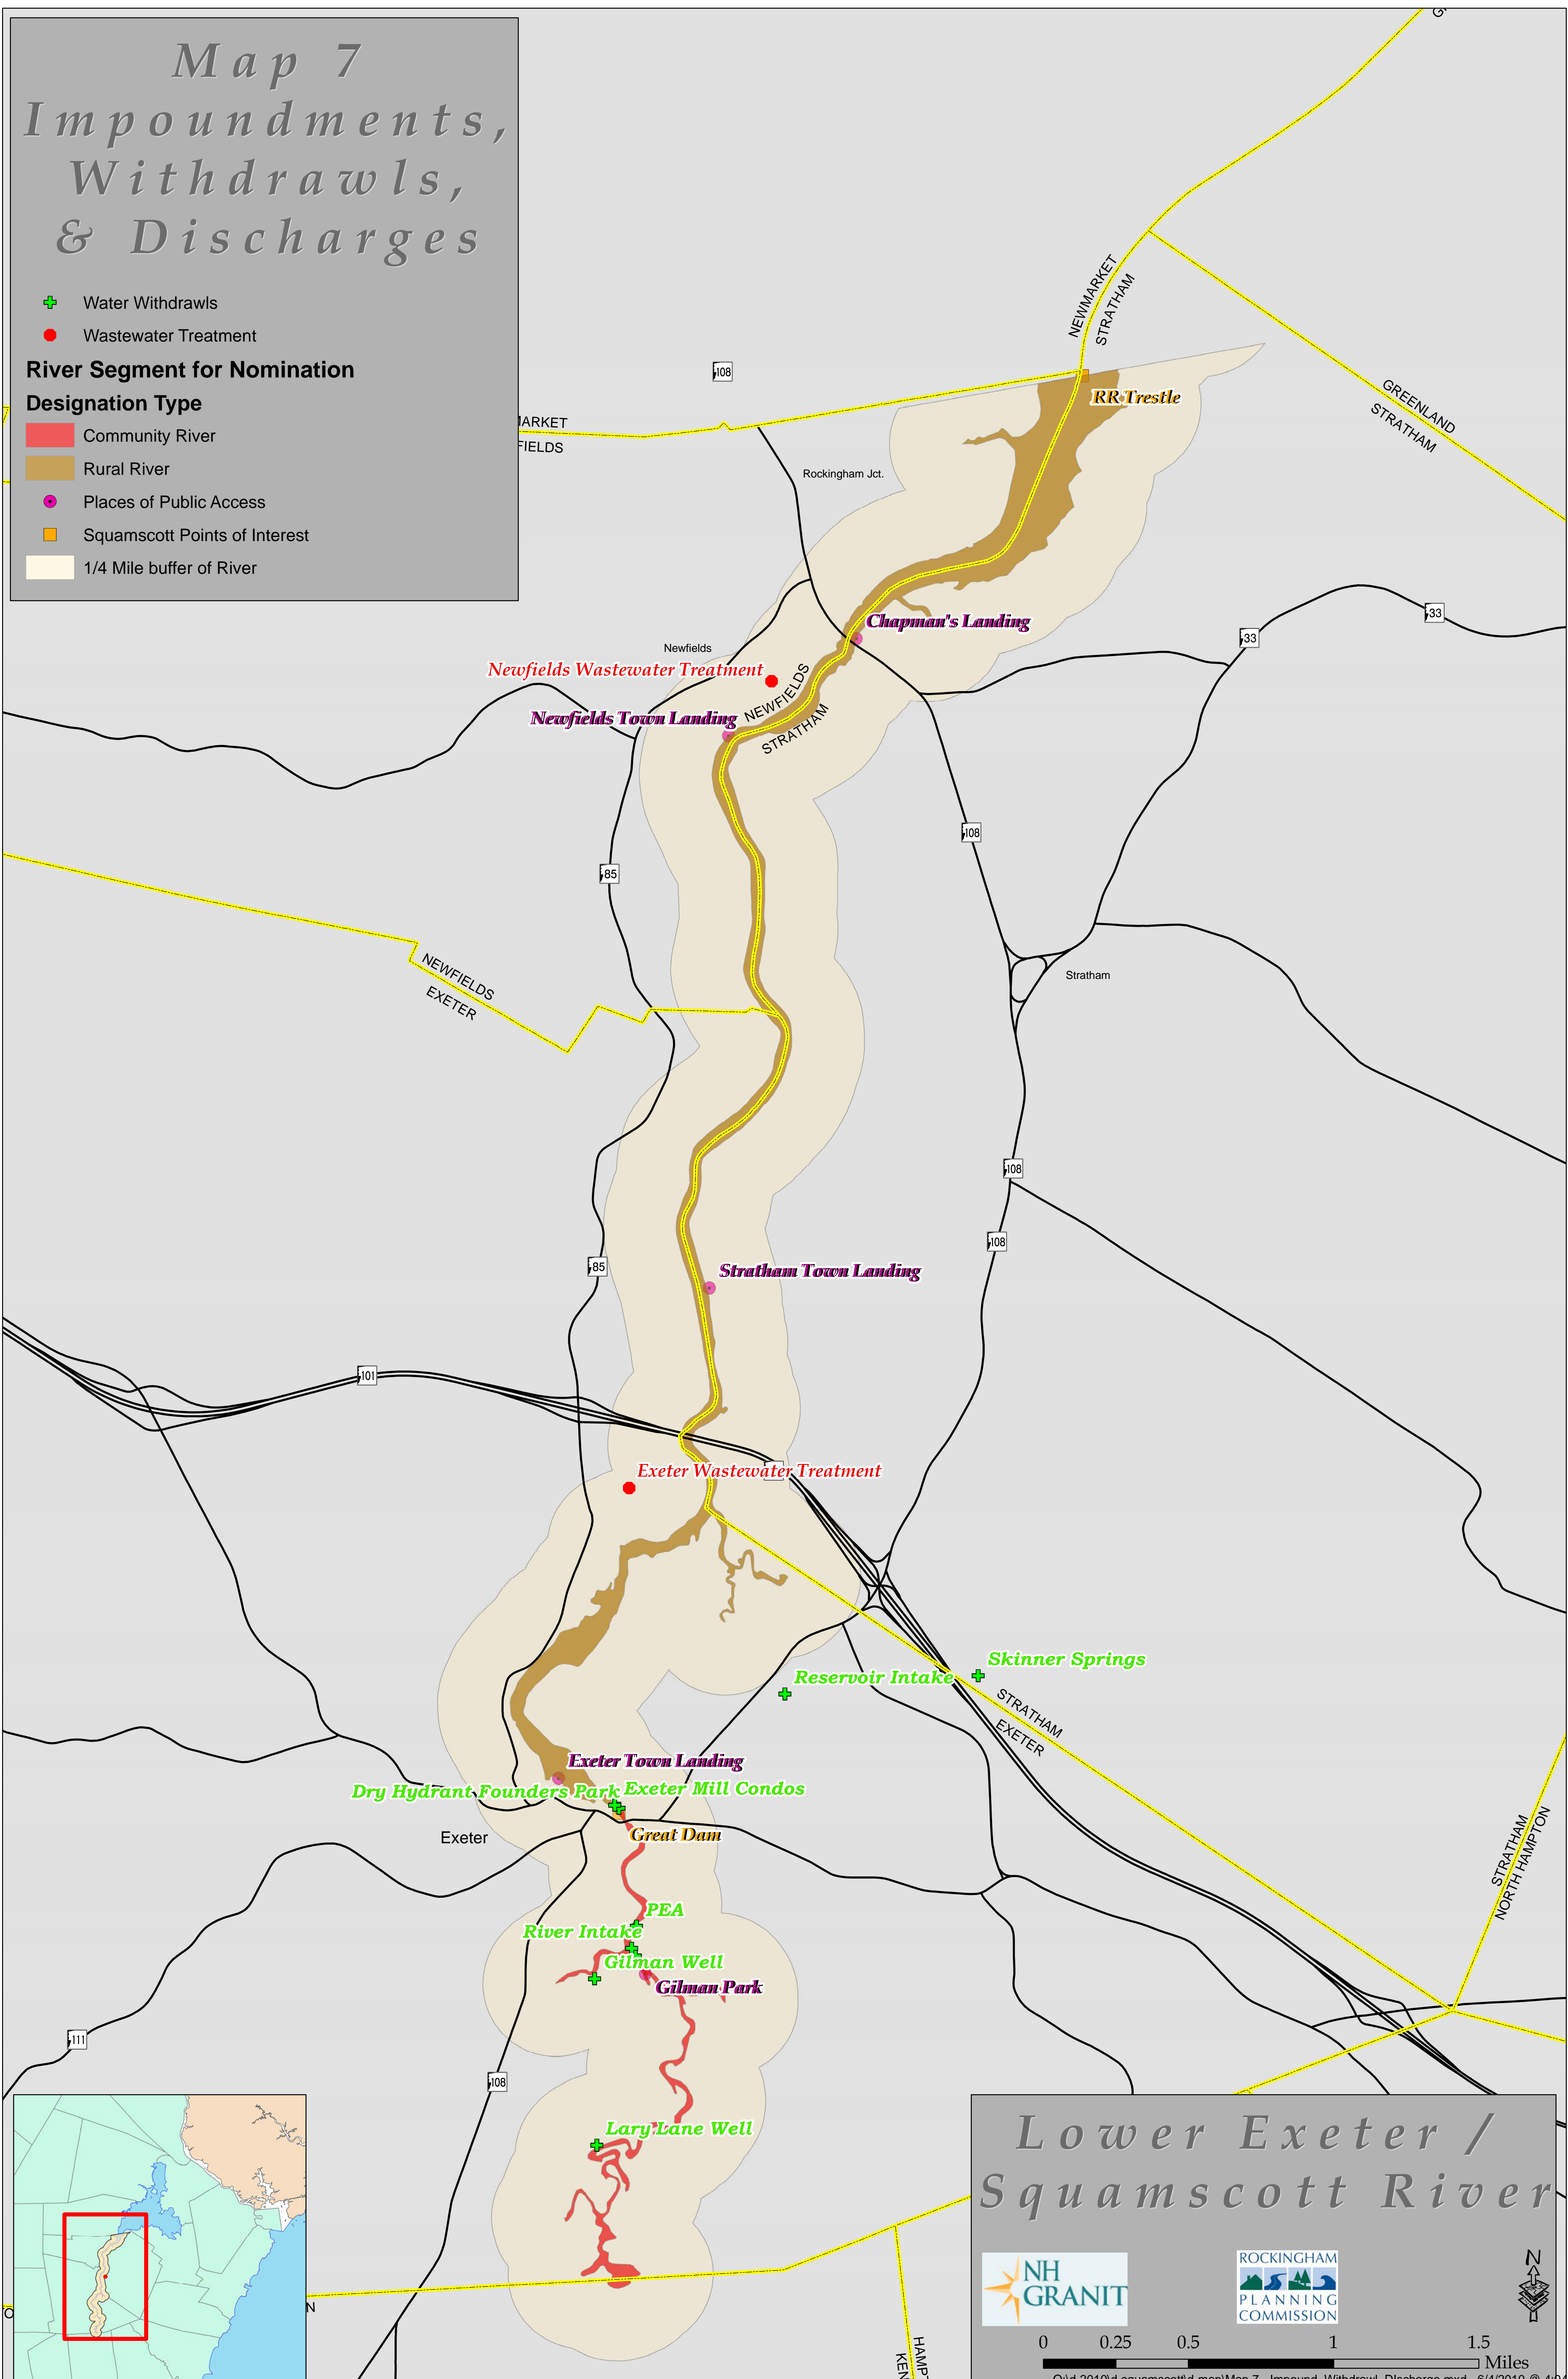 Map 7
Impoundments,
Withdrawls,
& Discharges
Water Withdrawls
Wastewater Treatment
River Segment for Nomination
Designation Type
Community River
Rural River
Places of Public Access
Squamscott Points of Interest
1/4 Mile buffer of River
NEWMARKET
STRATHAM
GREENLAND
STRATHAM
108
RR Trestle
Rockingham Jct.
33
33
Chapman's Landing
Newfields
Newfields Wastewater Treatment
NEWFIELDS
STRATHAM
Newfields Town Landing
108
85
NEWFIELDS
EXETER
Stratham
108
108
85
Stratham Town Landing
101
Exeter Wastewater Treatment
Skinner Springs
Reservoir Intake
STRATHAM
EXETER
Exeter Town Landing
Dry Hydrant Founders Park
Exeter Mill Condos
Great Dam
Exeter
STRATHAM
NORTH HAMPTON
PEA
River Intake
Gilman Well
Gilman Park
111
108
Lary Lane Well
Lower Exeter /
Squamscott River
NH
GRANIT
ROCKINGHAM
PLANNING
COMMISSION
N
0 0.25 0.5 1 1.5
Miles